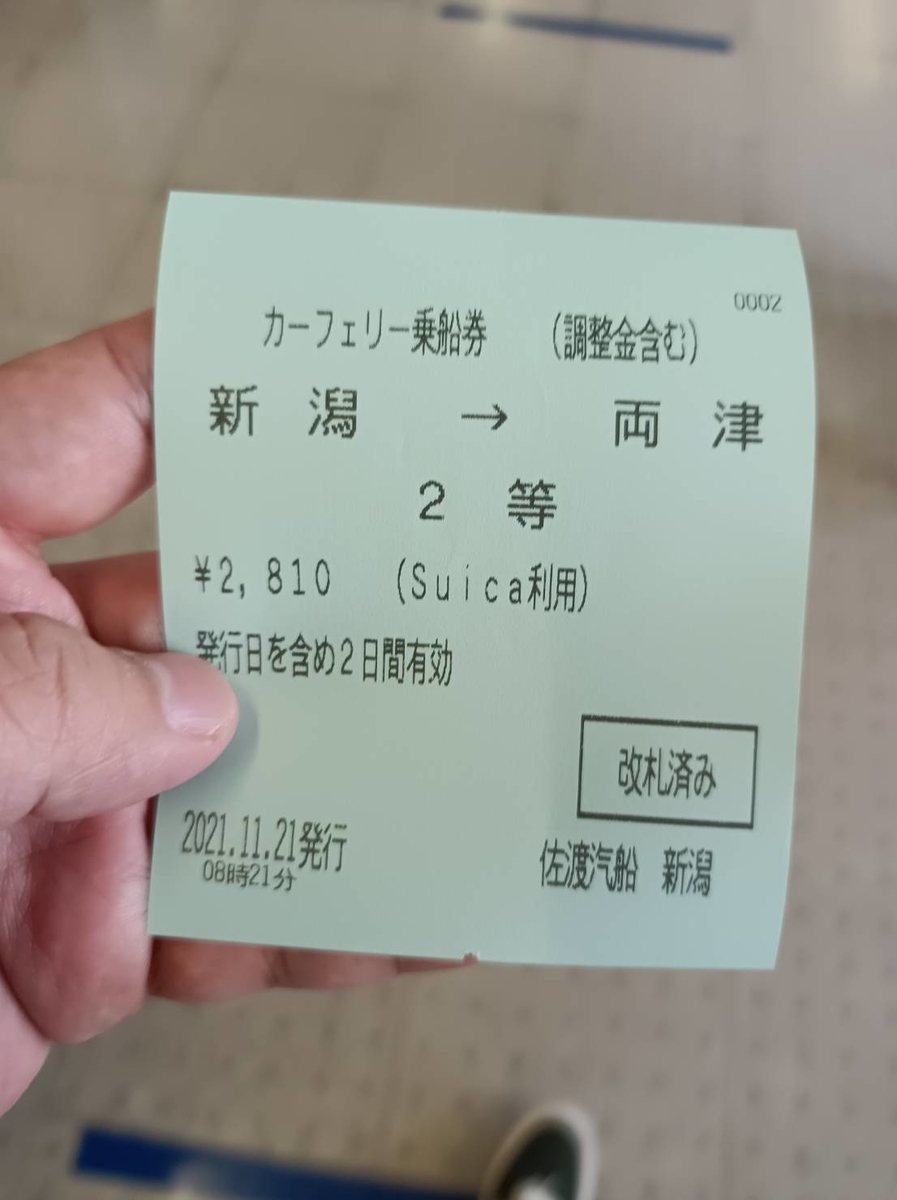 0002
カーフェリー乗船券 (調整金含む)
新潟 → 両津
2等
¥2,810 (Suica利用)
発行日を含め2日間有効
改札済み
2021.11.21発行
08時21分
佐渡汽船 新潟